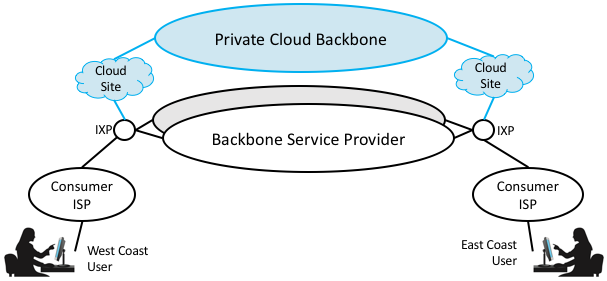 Private Cloud Backbone
Cloud
Site
Cloud
Site
IXP
Backbone Service Provider
IXP
Consumer
ISP
Consumer
ISP
West Coast
User
East Coast
User